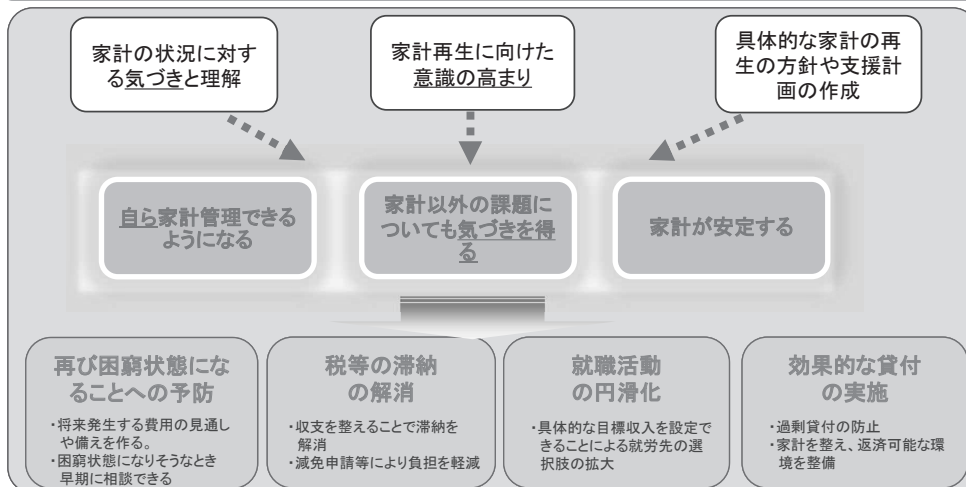 家計の状況に対す
る気づきと理解
家計再生に向けた
意識の高まり
具体的な家計の再
生の方針や支援計
画の作成
自ら家計管理できる
ようになる
家計以外の課題に
ついても気づきを得
る
家計が安定する
再び困窮状態にな
ることへの予防
・将来発生する費用の見通し
や備えを作る。
・困窮状態になりそうなとき
早期に相談できる
税等の滞納
の解消
・収支を整えることで滞納を
解消
・減免申請等により負担を軽減
就職活動
の円滑化
・具体的な目標収入を設定で
きることによる就労先の選
択肢の拡大
効果的な貸付
の実施
・過剰貸付の防止
・家計を整え、返済可能な環
境を整備